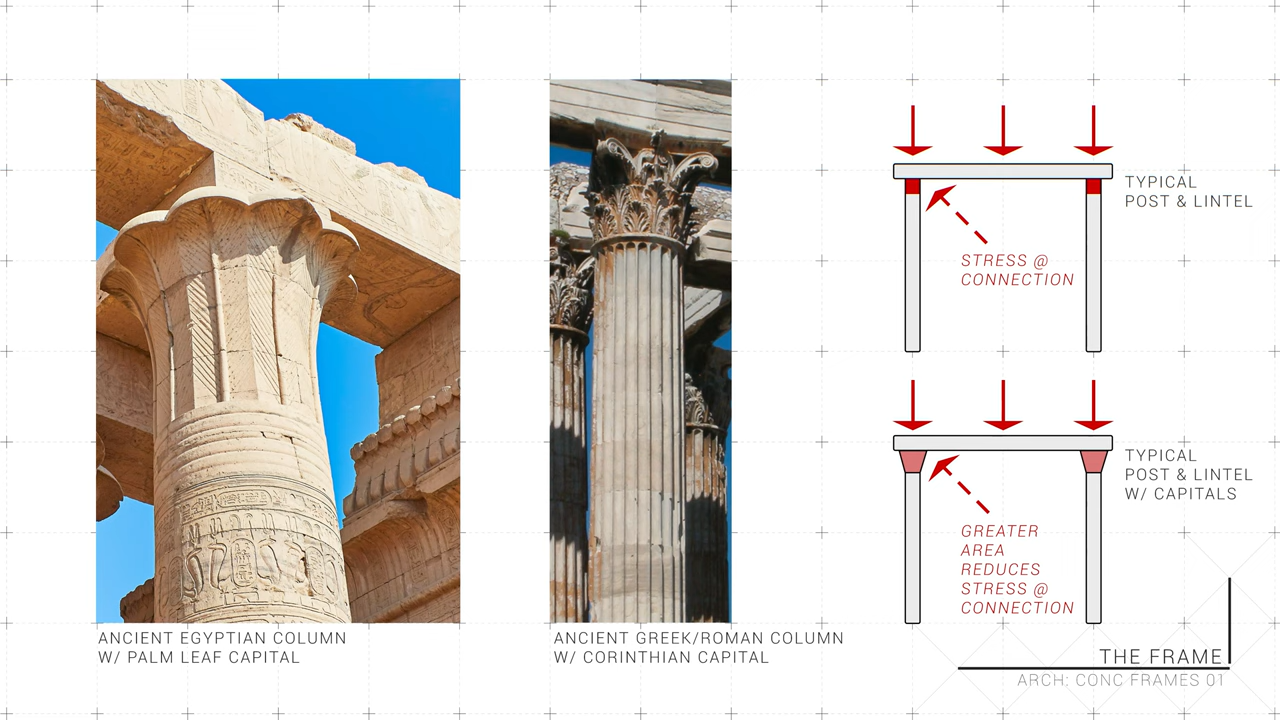 ANCIENT EGYPTIAN COLUMN
W/ PALM LEAF CAPITAL
ANCIENT GREEK/ROMAN COLUMN
W/ CORINTHIAN CAPITAL
TYPICAL
POST & LINTEL
STRESS @
CONNECTION
TYPICAL
POST & LINTEL
W/ CAPITALS
GREATER
AREA
REDUCES
STRESS @
CONNECTION
THE FRAME
ARCH: CONC FRAMES 01